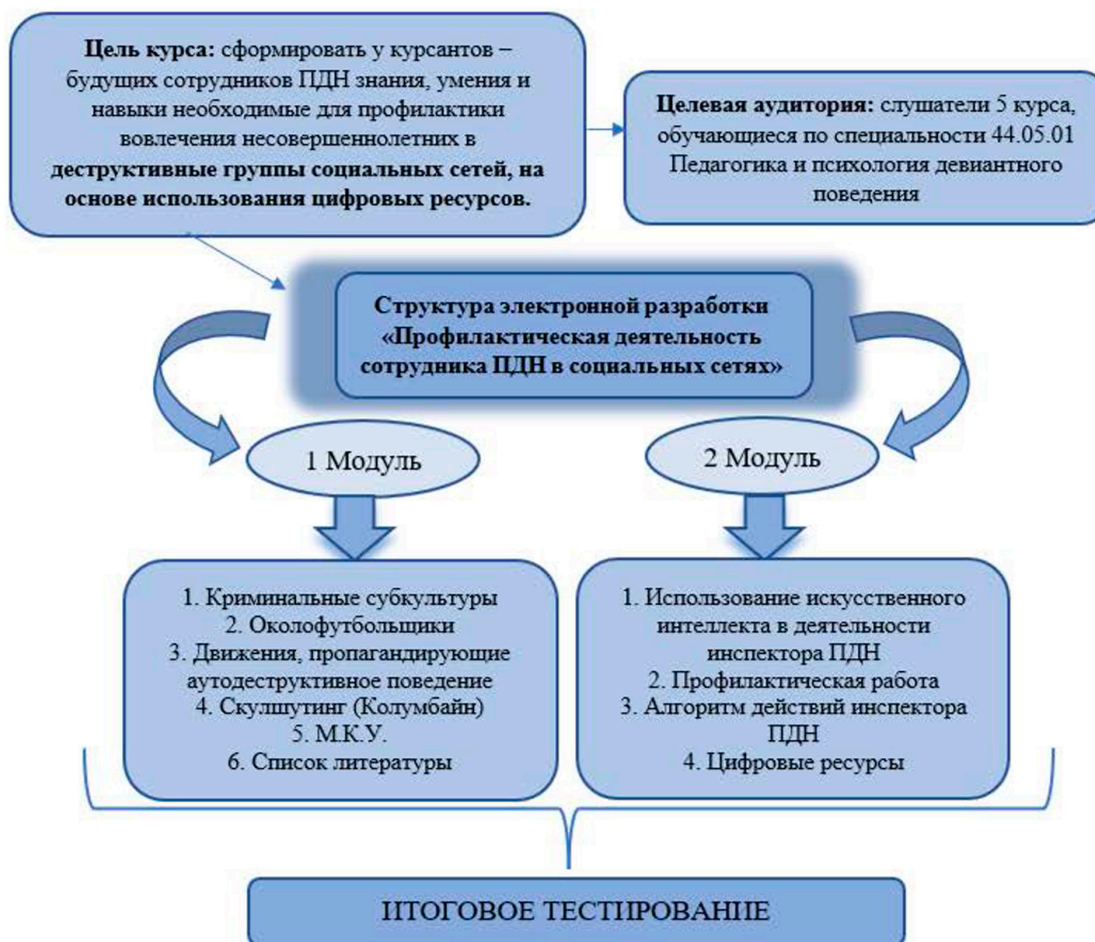 Цель курса: сформировать у курсантов –
будущих сотрудников ПДН знания, умения и
навыки необходимые для профилактики
вовлечения несовершеннолетних в
деструктивные группы социальных сетей, на
основе использования цифровых ресурсов.
Целевая аудитория: слушатели 5 курса,
обучающиеся по специальности 44.05.01
Педагогика и психология девиантного
поведения
Структура электронной разработки
«Профилактическая деятельность
сотрудника ПДН в социальных сетях»
1 Модуль
1. Криминальные субкультуры
2. Околофутбольщики
3. Движения, пропагандирующие
аутодеструктивное поведение
4. Скулшутинг (Колумбайн)
5. М.К.У.
6. Список литературы
2 Модуль
1. Использование искусственного
интеллекта в деятельности
инспектора ПДН
2. Профилактическая работа
3. Алгоритм действий инспектора
ПДН
4. Цифровые ресурсы
ИТОГОВОЕ ТЕСТИРОВАНИЕ